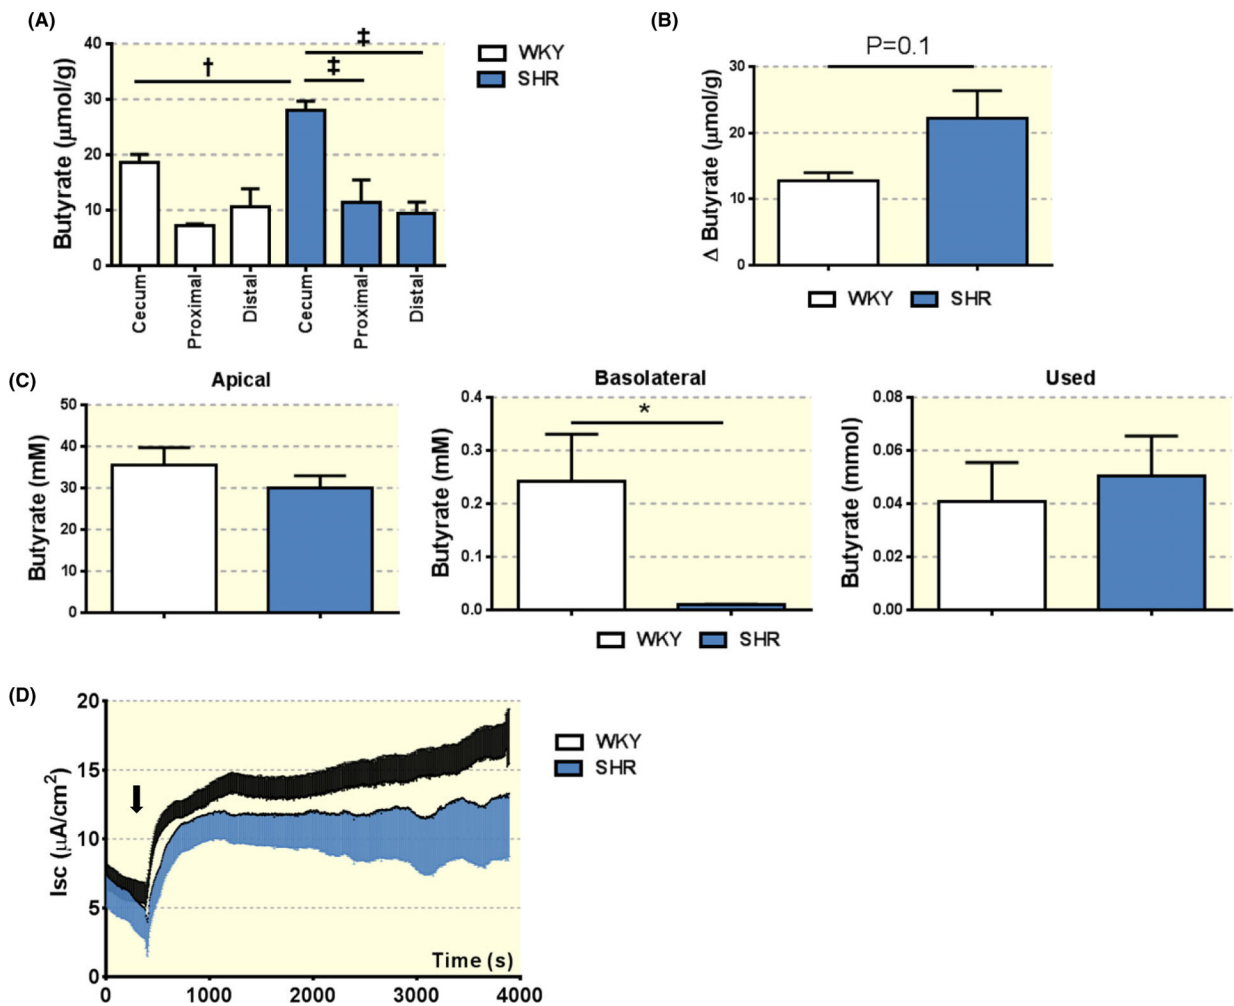 (A)
Butyrate (μmol/g)
40
30
20
10
0
†
‡
‡
Cecum
Proximal
Distal
Cecum
Proximal
Distal
WKY
SHR
(B)
P=0.1
Δ Butyrate (μmol/g)
30
20
10
0
WKY SHR
(C)
Apical
Butyrate (mM)
50
40
30
20
10
0
Basolateral
Butyrate (mM)
0.4
0.3
0.2
0.1
0.0
*
WKY SHR
Used
Butyrate (mmol)
0.08
0.06
0.04
0.02
0.00
(D)
Isc (μA/cm²)
20
15
10
5
0
0 1000 2000 3000 4000
Time (s)
WKY
SHR